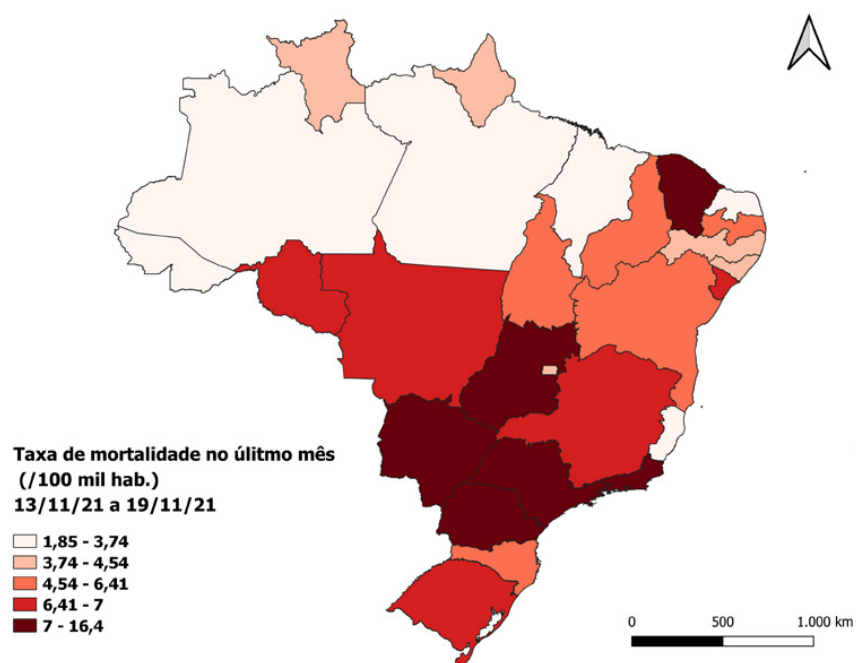 Taxa de mortalidade no úlitmo mês
(/100 mil hab.)
13/11/21 a 19/11/21
1,85 - 3,74
3,74 - 4,54
4,54 - 6,41
6,41 - 7
7 - 16,4
0 500 1.000 km